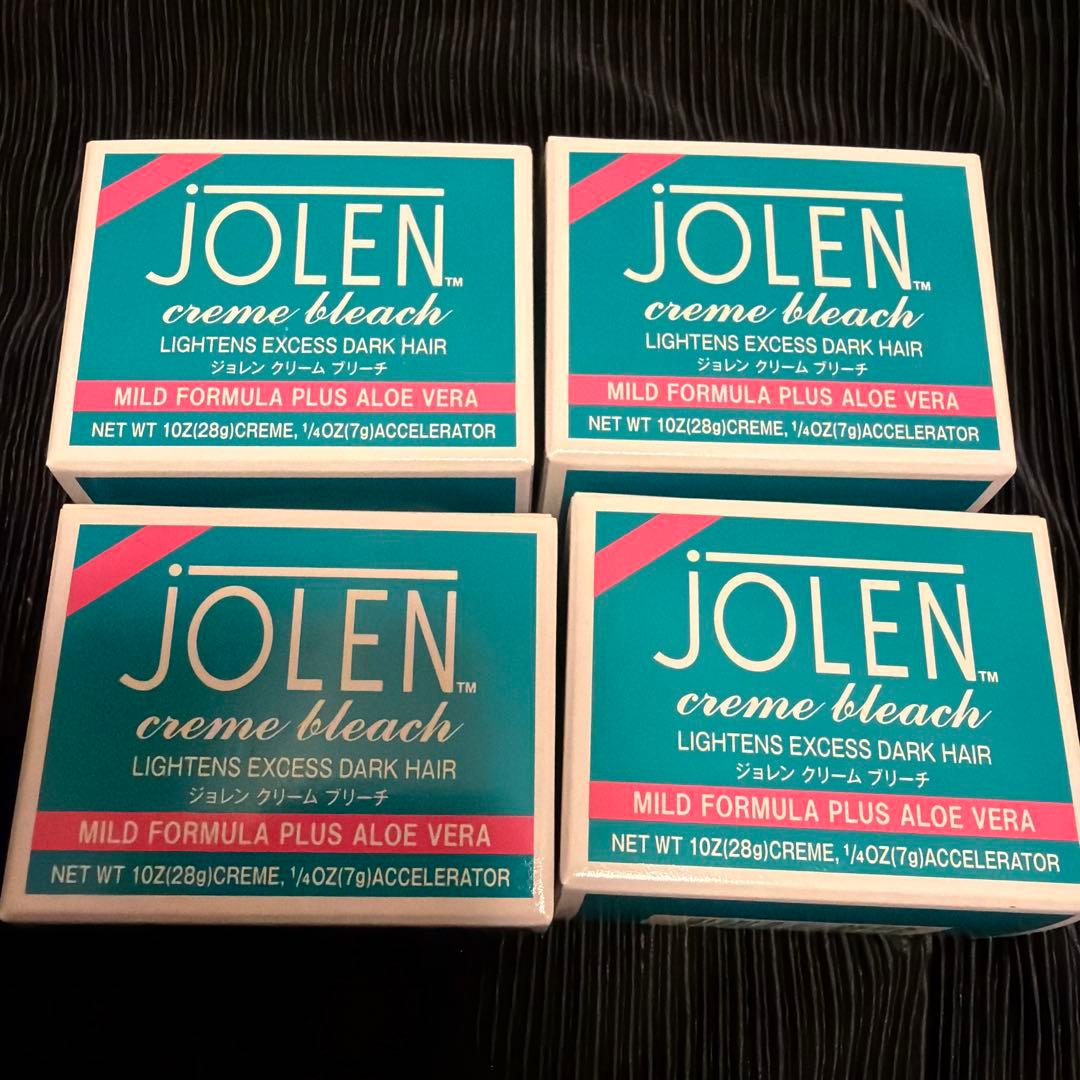 JOLEN™
creme bleach
LIGHTENS EXCESS DARK HAIR
ジョレン クリーム ブリーチ
MILD FORMULA PLUS ALOE VERA
NET WT 1OZ(28g)CREME, 1/4OZ(7g)ACCELERATOR
JOLEN™
creme bleach
LIGHTENS EXCESS DARK HAIR
ジョレン クリーム ブリーチ
MILD FORMULA PLUS ALOE VERA
NET WT 1OZ(28g)CREME, 1/4OZ(7g)ACCELERATOR
JOLEN™
creme bleach
LIGHTENS EXCESS DARK HAIR
ジョレン クリーム ブリーチ
MILD FORMULA PLUS ALOE VERA
NET WT 1OZ(28g)CREME, 1/4OZ(7g)ACCELERATOR
JOLEN™
creme bleach
LIGHTENS EXCESS DARK HAIR
ジョレン クリーム ブリーチ
MILD FORMULA PLUS ALOE VERA
NET WT 1OZ(28g)CREME, 1/4OZ(7g)ACCELERATOR